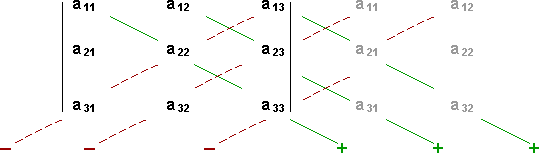 a11 a12 a13 a11 a12
a21 a22 a23 a21 a22
a31 a32 a33 a31 a32
− − − + + +